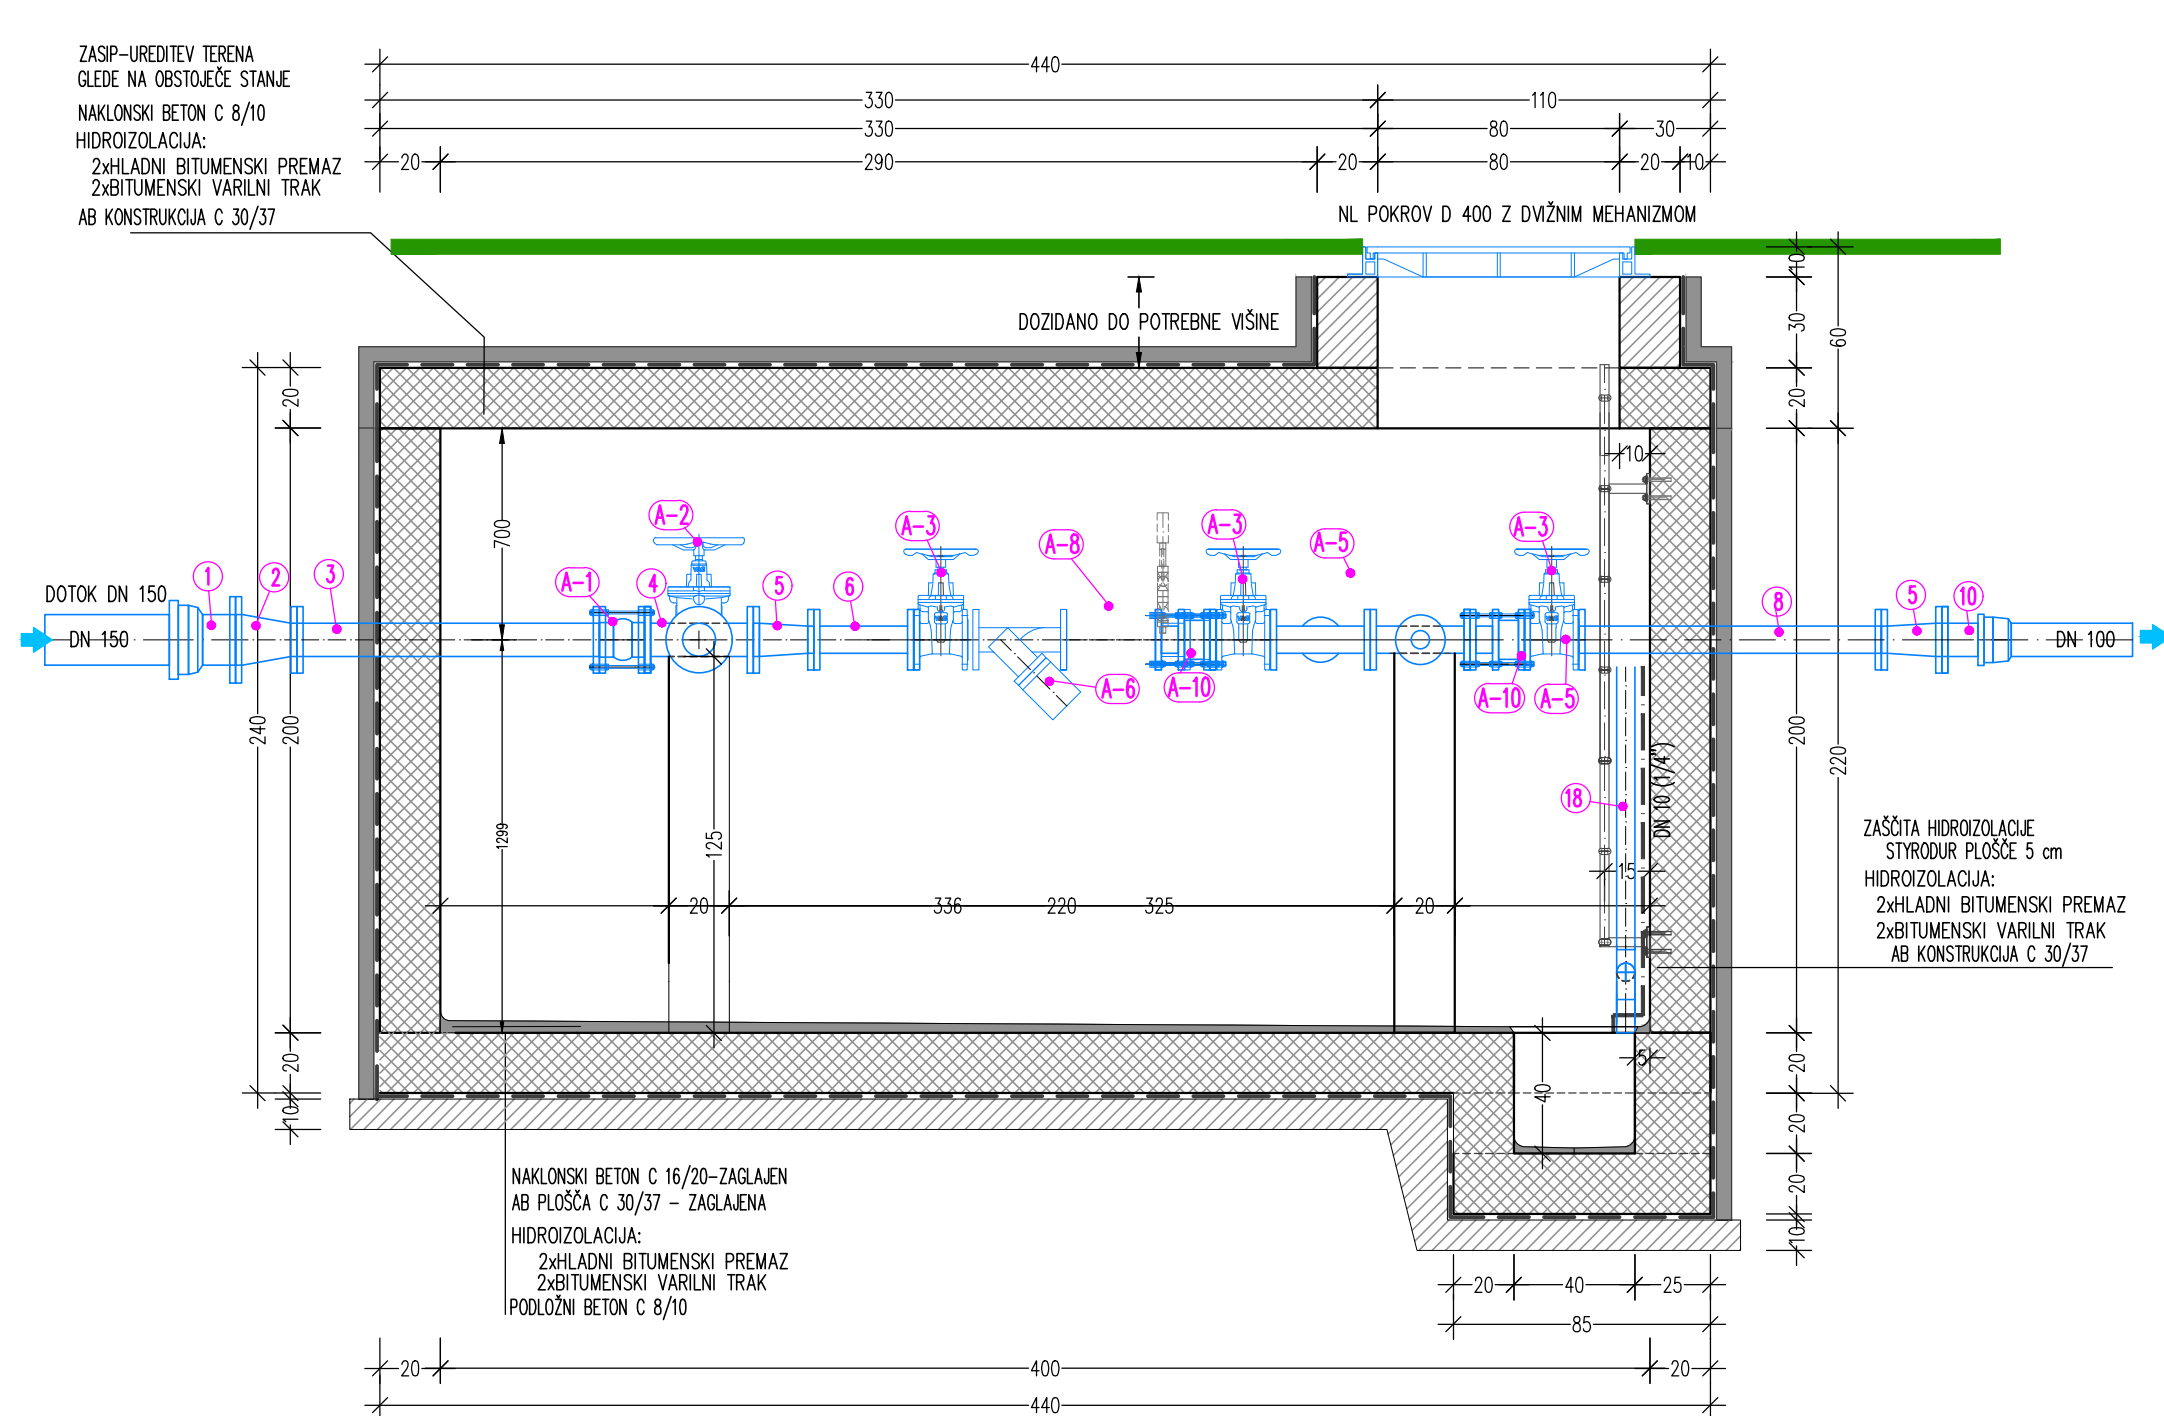 ZASIP-UREDITEV TERENA
GLEDE NA OBSTOJEČE STANJE
NAKLONSKI BETON C 8/10
HIDROIZOLACIJA:
2xHLADNI BITUMENSKI PREMAZ
2xBITUMENSKI VARILNI TRAK
AB KONSTRUKCIJA C 30/37
440
330 110
330 80 30
20 290 20 80 20 10
NL POKROV D 400 Z DVIŽNIM MEHANIZMOM
DOZIDANO DO POTREBNE VIŠINE
10
30
60
20
20
10
700
A-2
A-3
A-8
A-3
A-5
A-3
DOTOK DN 150
1
2
3
A-1
4
5
6
8
5
10
DN 150
DN 100
A-6
A-10
A-10
A-5
240
200
200
220
1299
125
18
DN 10 (1/4")
15
20 336 220 325 20
ZAŠČITA HIDROIZOLACIJE
STYRODUR PLOŠČE 5 cm
HIDROIZOLACIJA:
2xHLADNI BITUMENSKI PREMAZ
2xBITUMENSKI VARILNI TRAK
AB KONSTRUKCIJA C 30/37
20
10
5
40
20
20
20
10
NAKLONSKI BETON C 16/20-ZAGLAJEN
AB PLOŠČA C 30/37 - ZAGLAJENA
HIDROIZOLACIJA:
2xHLADNI BITUMENSKI PREMAZ
2xBITUMENSKI VARILNI TRAK
PODLOŽNI BETON C 8/10
20 40 25
85
20 400 20
440